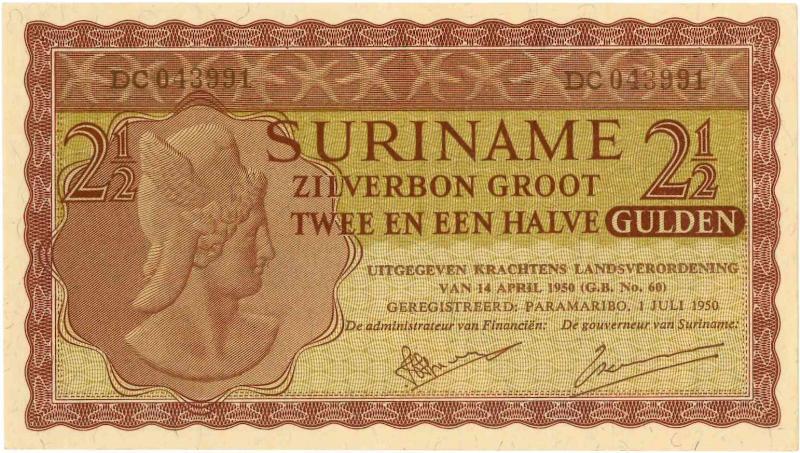 DC 043991 DC 043991
2½ SURINAME 2½
ZILVERBON GROOT
TWEE EN EEN HALVE GULDEN
UITGEGEVEN KRACHTENS LANDSVERORDENING
VAN 14 APRIL 1950 (G.B. No. 60)
GEREGISTREERD: PARAMARIBO, 1 JULI 1950
De administrateur van Financiën: De gouverneur van Suriname: